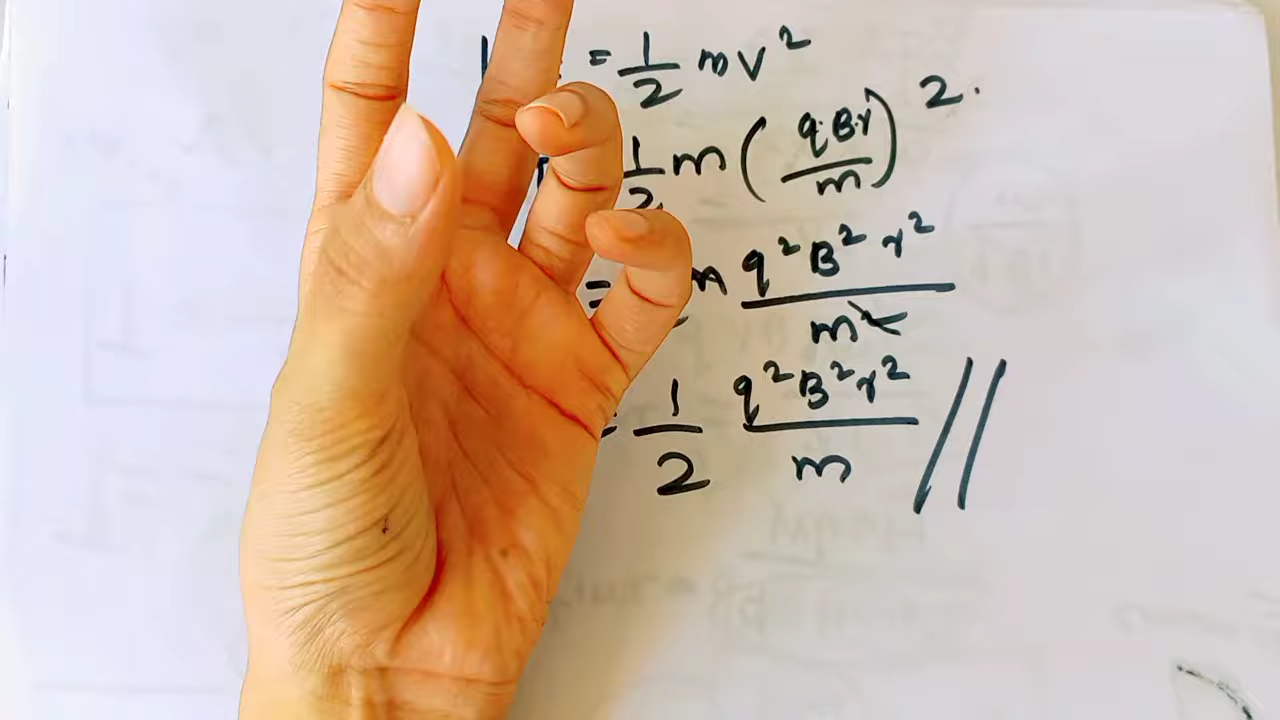 = 1/2 mv²
1/2 m (qBr/m)².
= m q²B²r²/m²
= 1/2 q²B²r²/m //